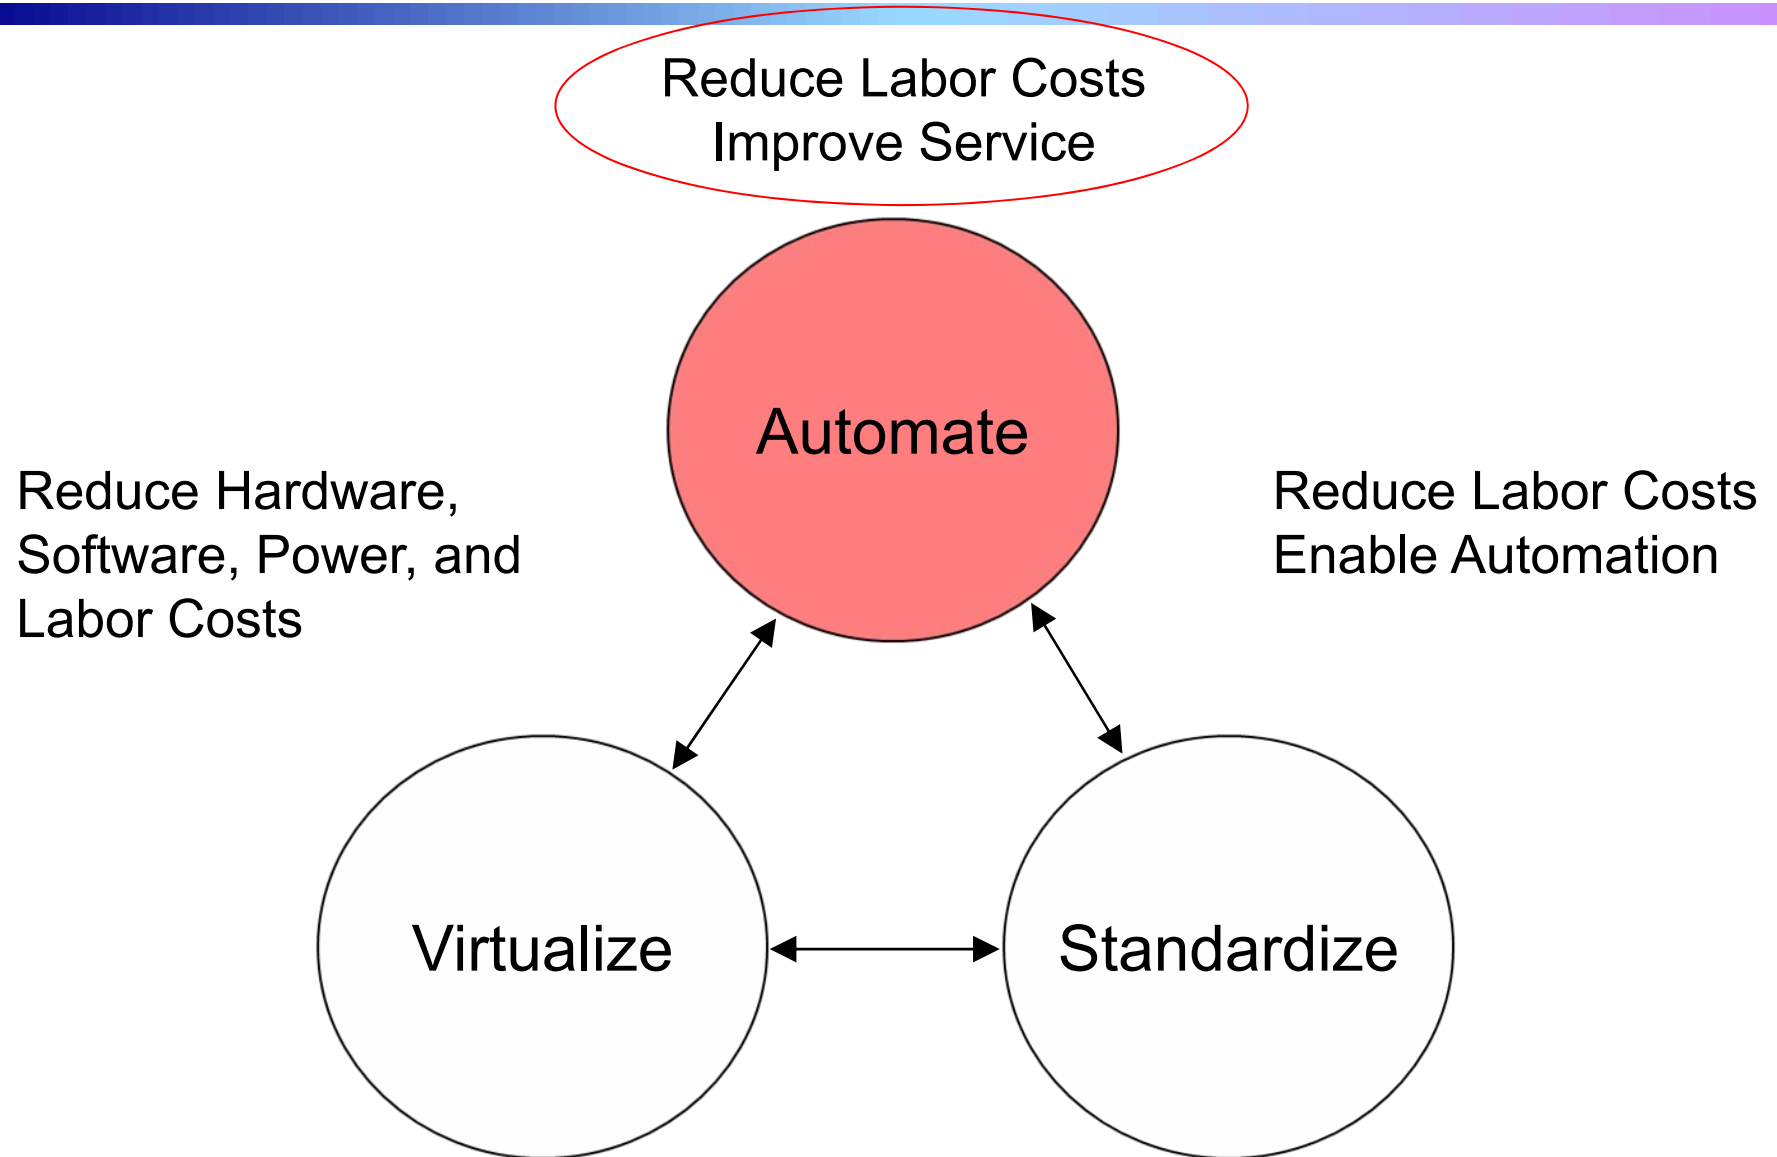 Reduce Labor Costs
Improve Service
Automate
Reduce Hardware,
Software, Power, and
Labor Costs
Reduce Labor Costs
Enable Automation
Virtualize
Standardize